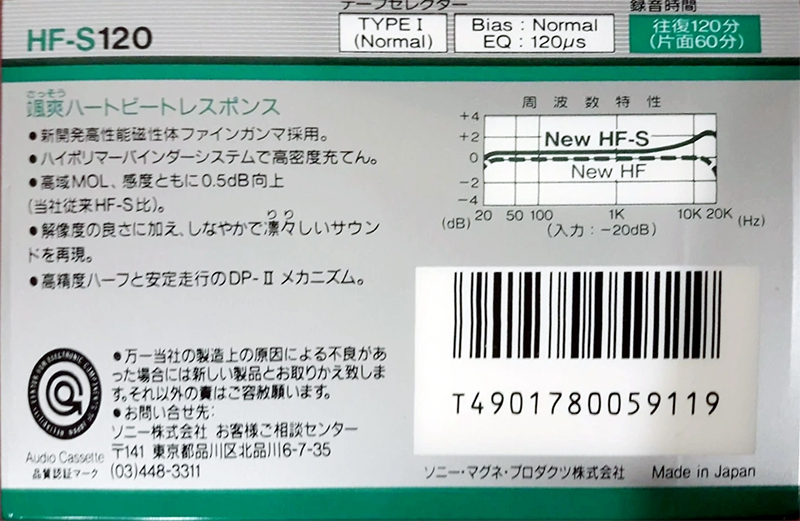 テープセレクター
録音時間
HF-S120
TYPE I
(Normal)
Bias : Normal
EQ : 120μs
往復120分
(片面60分)
さっそう
颯爽ハートビートレスポンス
●新開発高性能磁性体ファインガンマ採用。
●ハイポリマーバインダーシステムで高密度充てん。
●高域MOL、感度ともに0.5dB向上
(当社従来HF-S比)。
りり
●解像度の良さに加え、しなやかで凛々しいサウン
ドを再現。
●高精度ハーフと安定走行のDP-Ⅱメカニズム。
周波数特性
+4
+2
0
-2
-4
New HF-S
New HF
(dB) 20 50 100 1K 10K 20K (Hz)
(入力：-20dB)
●万一当社の製造上の原因による不良があ
った場合には新しい製品とお取りかえ致しま
す。それ以外の責はご容赦願います。
●お問い合せ先：
ソニー株式会社 お客様ご相談センター
〒141 東京都品川区北品川6-7-35
(03)448-3311
Audio Cassette
品質認証マーク
T4901780059119
ソニー・マグネ・プロダクツ株式会社 Made in Japan